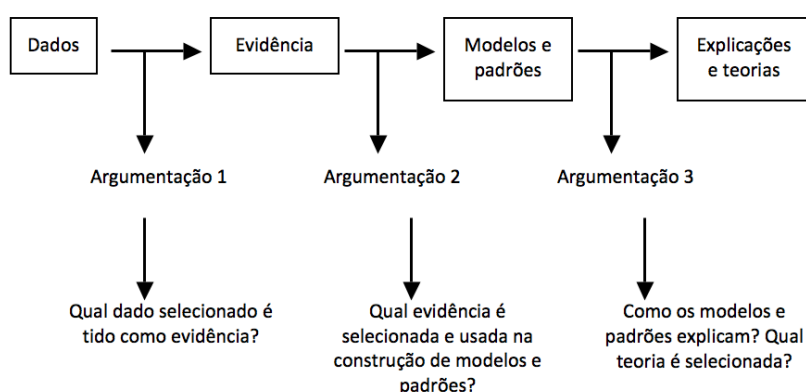 Dados
Evidência
Modelos e
padrões
Explicações
e teorias
Argumentação 1
Argumentação 2
Argumentação 3
Qual dado selecionado é
tido como evidência?
Qual evidência é
selecionada e usada na
construção de modelos e
padrões?
Como os modelos e
padrões explicam? Qual
teoria é selecionada?